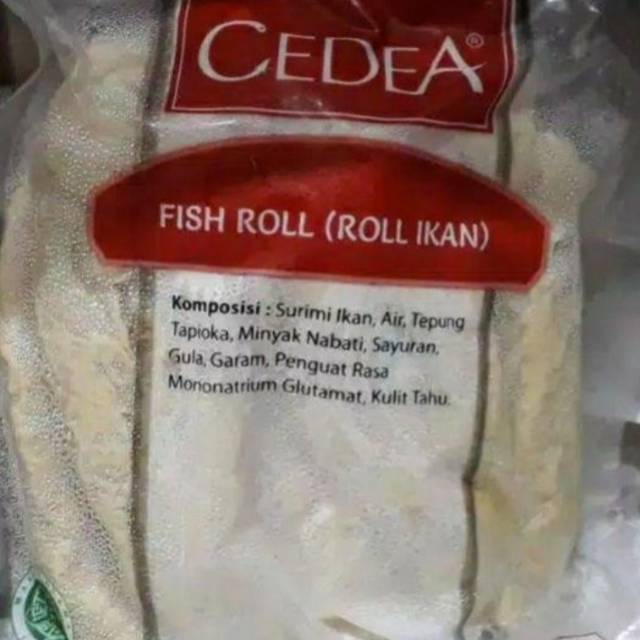 CEDEA®
FISH ROLL (ROLL IKAN)
Komposisi : Surimi Ikan, Air, Tepung
Tapioka, Minyak Nabati, Sayuran,
Gula, Garam, Penguat Rasa
Mononatrium Glutamat, Kulit Tahu.